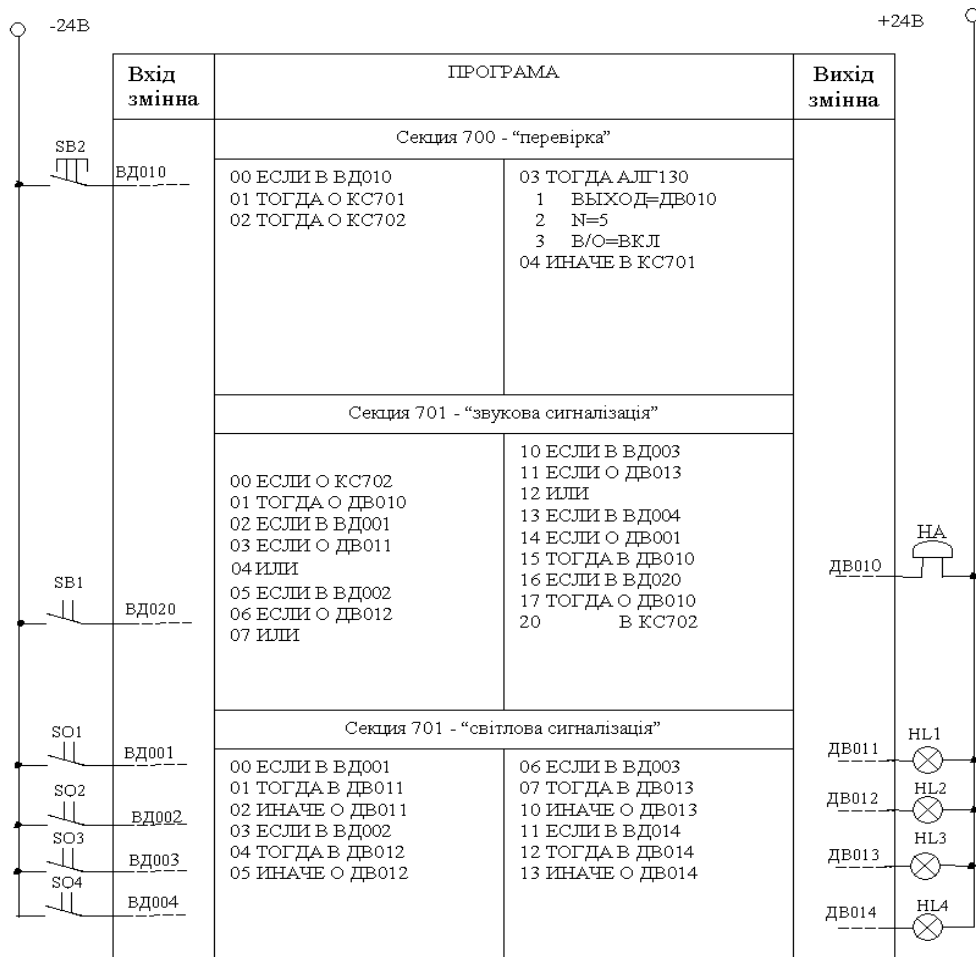 -24В
+24В
Вхід
змінна
ПРОГРАМА
Вихід
змінна
Секция 700 - “перевірка”
SB2
ВД010
00 ЕСЛИ В ВД010
01 ТОГДА О КС701
02 ТОГДА О КС702
03 ТОГДА АЛГ130
1 ВЫХОД=ДВ010
2 N=5
3 В/О=ВКЛ
04 ИНАЧЕ В КС701
Секция 701 - “звукова сигналізація”
00 ЕСЛИ О КС702
01 ТОГДА О ДВ010
02 ЕСЛИ В ВД001
03 ЕСЛИ О ДВ011
04 ИЛИ
05 ЕСЛИ В ВД002
06 ЕСЛИ О ДВ012
07 ИЛИ
10 ЕСЛИ В ВД003
11 ЕСЛИ О ДВ013
12 ИЛИ
13 ЕСЛИ В ВД004
14 ЕСЛИ О ДВ001
15 ТОГДА В ДВ010
16 ЕСЛИ В ВД020
17 ТОГДА О ДВ010
20 В КС702
SB1
ВД020
HA
ДВ010
Секция 701 - “світлова сигналізація”
SO1
ВД001
SO2
ВД002
SO3
ВД003
SO4
ВД004
00 ЕСЛИ В ВД001
01 ТОГДА В ДВ011
02 ИНАЧЕ О ДВ011
03 ЕСЛИ В ВД002
04 ТОГДА В ДВ012
05 ИНАЧЕ О ДВ012
06 ЕСЛИ В ВД003
07 ТОГДА В ДВ013
10 ИНАЧЕ О ДВ013
11 ЕСЛИ В ВД014
12 ТОГДА В ДВ014
13 ИНАЧЕ О ДВ014
ДВ011
HL1
ДВ012
HL2
ДВ013
HL3
ДВ014
HL4